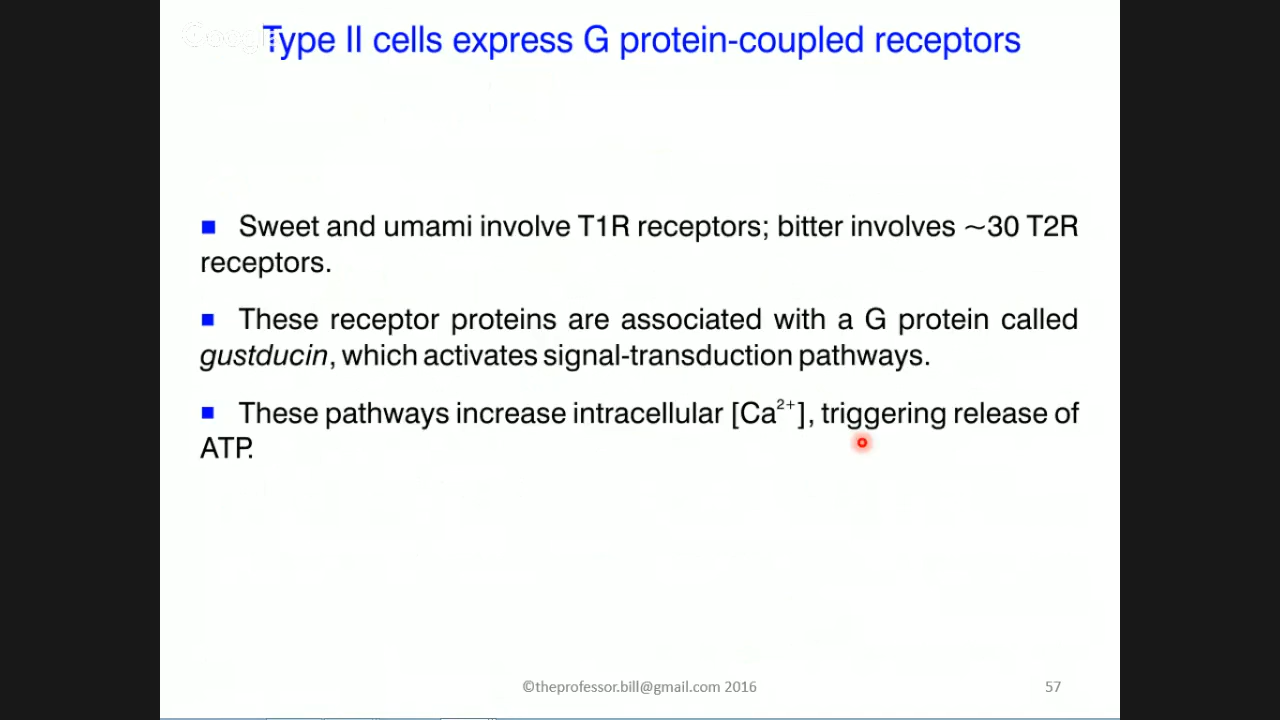 Google
Type II cells express G protein-coupled receptors
■ Sweet and umami involve T1R receptors; bitter involves ~30 T2R
receptors.
■ These receptor proteins are associated with a G protein called
gustducin, which activates signal-transduction pathways.
■ These pathways increase intracellular [Ca²⁺], triggering release of
ATP.
©theprofessor.bill@gmail.com 2016
57